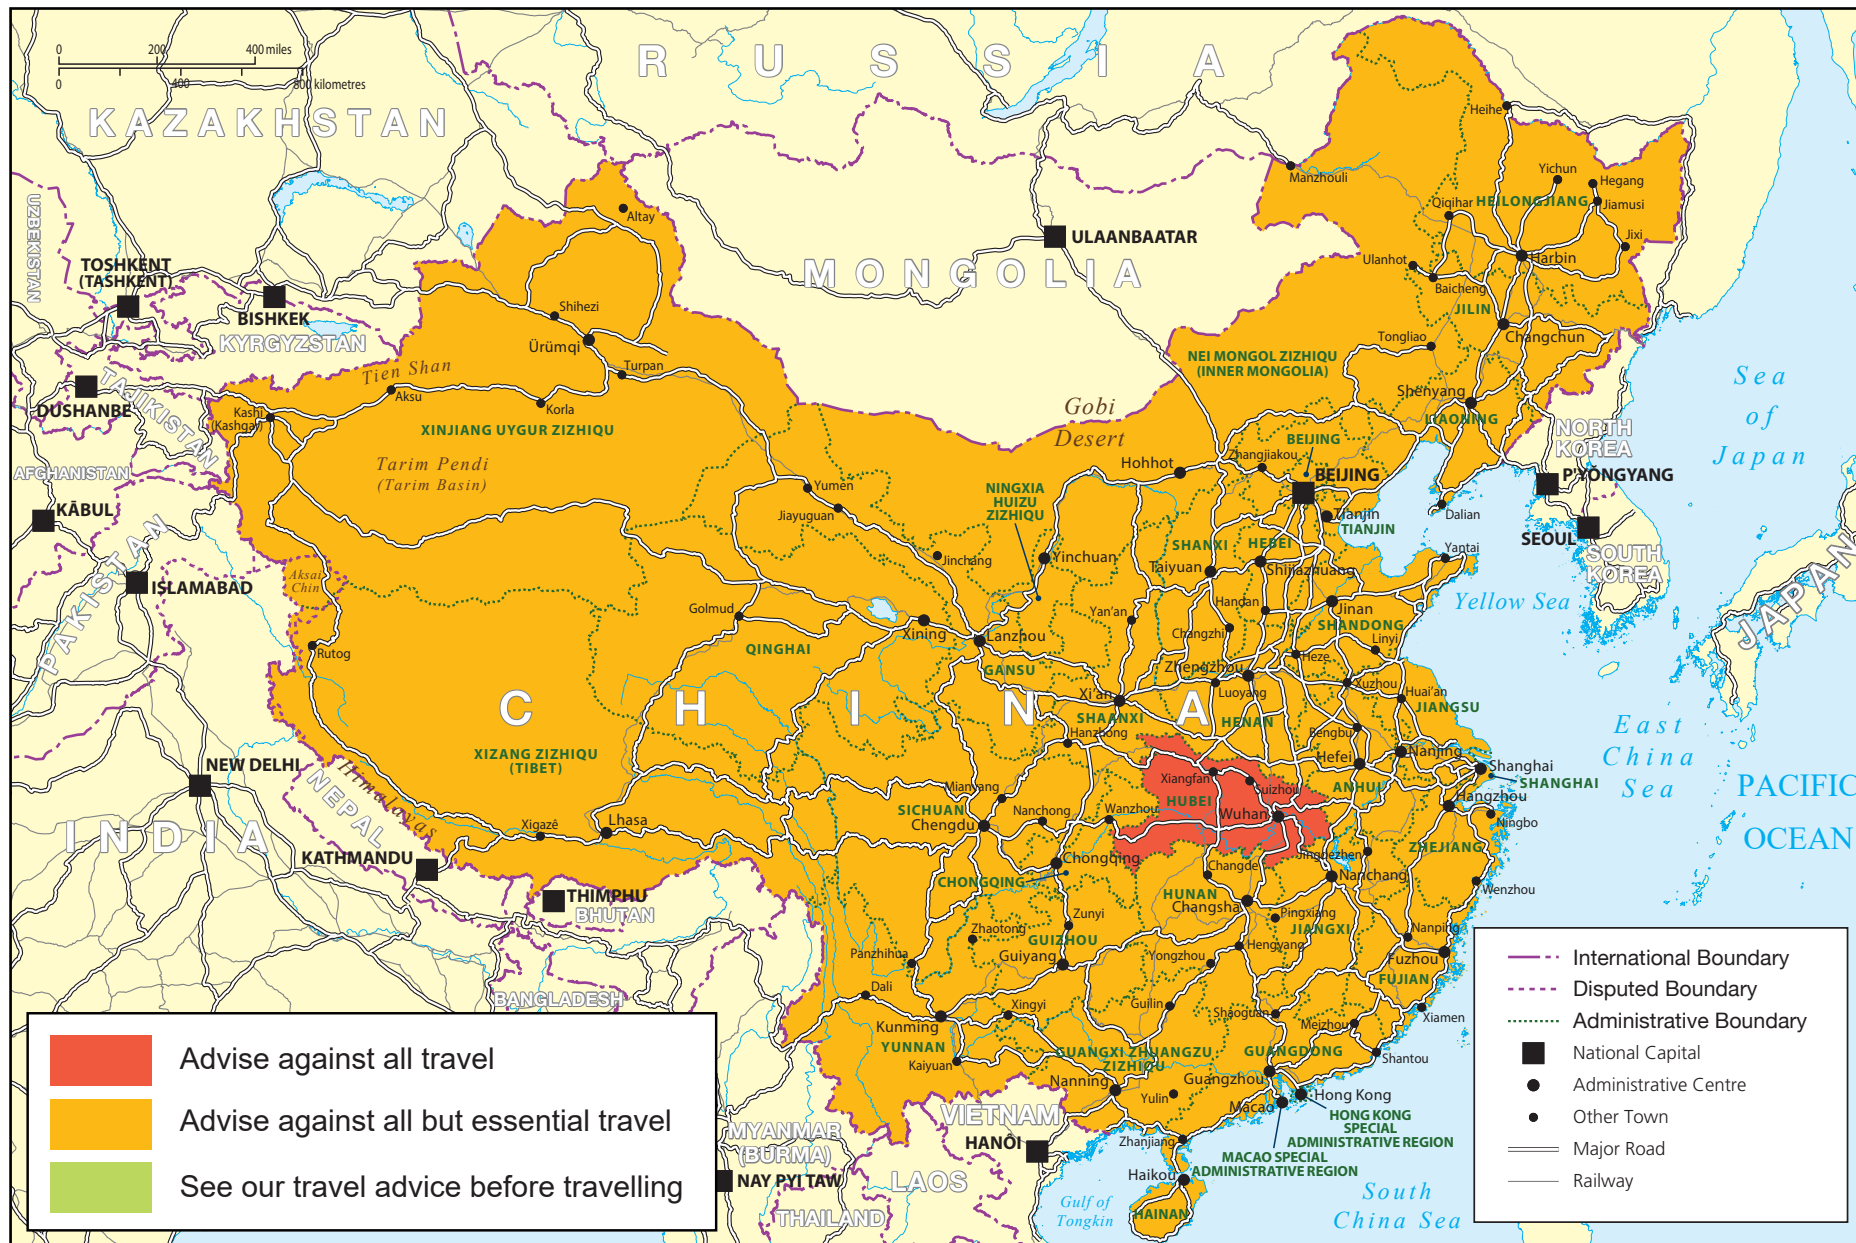 0 200 400 miles
0 400 800 kilometres
RUSSIA
KAZAKHSTAN
MONGOLIA
ULAANBAATAR
UZBEKISTAN
TOSHKENT
(TASHKENT)
BISHKEK
KYRGYZSTAN
DUSHANBE
TAJIKISTAN
AFGHANISTAN
KĀBUL
PAKISTAN
ISLAMABAD
NEW DELHI
INDIA
NEPAL
KATHMANDU
THIMPHU
BHUTAN
BANGLADESH
MYANMAR
(BURMA)
NAY PYI TAW
THAILAND
LAOS
VIETNAM
HANÔI
Gulf of
Tongkin
South
China Sea
PACIFIC
OCEAN
East
China
Sea
Yellow Sea
Sea
of
Japan
JAPAN
NORTH
KOREA
P'YŎNGYANG
SEOUL
SOUTH
KOREA
CHINA
Altay
Shihezi
Ürümqi
Turpan
Tien Shan
Aksu
Korla
Kashi
(Kashgar)
XINJIANG UYGUR ZIZHIQU
Tarim Pendi
(Tarim Basin)
Aksai
Chin
Rutog
Himalayas
XIZANG ZIZHIQU
(TIBET)
Xigazê
Lhasa
Golmud
QINGHAI
Xining
Yumen
Jiayuguan
Jinchang
Lanzhou
GANSU
Gobi
Desert
NINGXIA
HUIZU
ZIZHIQU
Yinchuan
Hohhot
NEI MONGOL ZIZHIQU
(INNER MONGOLIA)
Manzhouli
Heihe
Yichun
Hegang
Qiqihar
HEILONGJIANG
Jiamusi
Jixi
Ulanhot
Harbin
Baicheng
JILIN
Tongliao
Changchun
Shenyang
LIAONING
Dalian
BEIJING
Zhangjiakou
BEIJING
Tianjin
TIANJIN
SHANXI
HEBEI
Taiyuan
Shijiazhuang
Yantai
Yan'an
Handan
Jinan
SHANDONG
Changzhi
Linyi
Heze
Zhengzhou
Luoyang
Xuzhou
Huai'an
JIANGSU
Xi'an
SHAANXI
HENAN
Hanzhong
Bengbu
Hefei
Nanjing
Shanghai
SHANGHAI
Xiangfan
Suizhou
ANHUI
HUBEI
Wuhan
Hangzhou
Ningbo
ZHEJIANG
Wenzhou
Mianyang
Nanchong
Wanzhou
SICHUAN
Chengdu
Chongqing
CHONGQING
Jingdezhen
Changde
Nanchang
HUNAN
Changsha
Pingxiang
JIANGXI
Zunyi
Zhaotong
GUIZHOU
Guiyang
Hengyang
Yongzhou
Nanping
Fuzhou
FUJIAN
Xiamen
Panzhihua
Dali
Kunming
YUNNAN
Xingyi
Kaiyuan
Guilin
Shaoguan
Meizhou
Shantou
GUANGXI ZHUANGZU
ZIZHIQU
GUANGDONG
Nanning
Guangzhou
Yulin
Macao
Hong Kong
HONG KONG
SPECIAL
ADMINISTRATIVE REGION
MACAO SPECIAL
ADMINISTRATIVE REGION
Zhanjiang
Haikou
HAINAN
Advise against all travel
Advise against all but essential travel
See our travel advice before travelling
International Boundary
Disputed Boundary
Administrative Boundary
National Capital
Administrative Centre
Other Town
Major Road
Railway